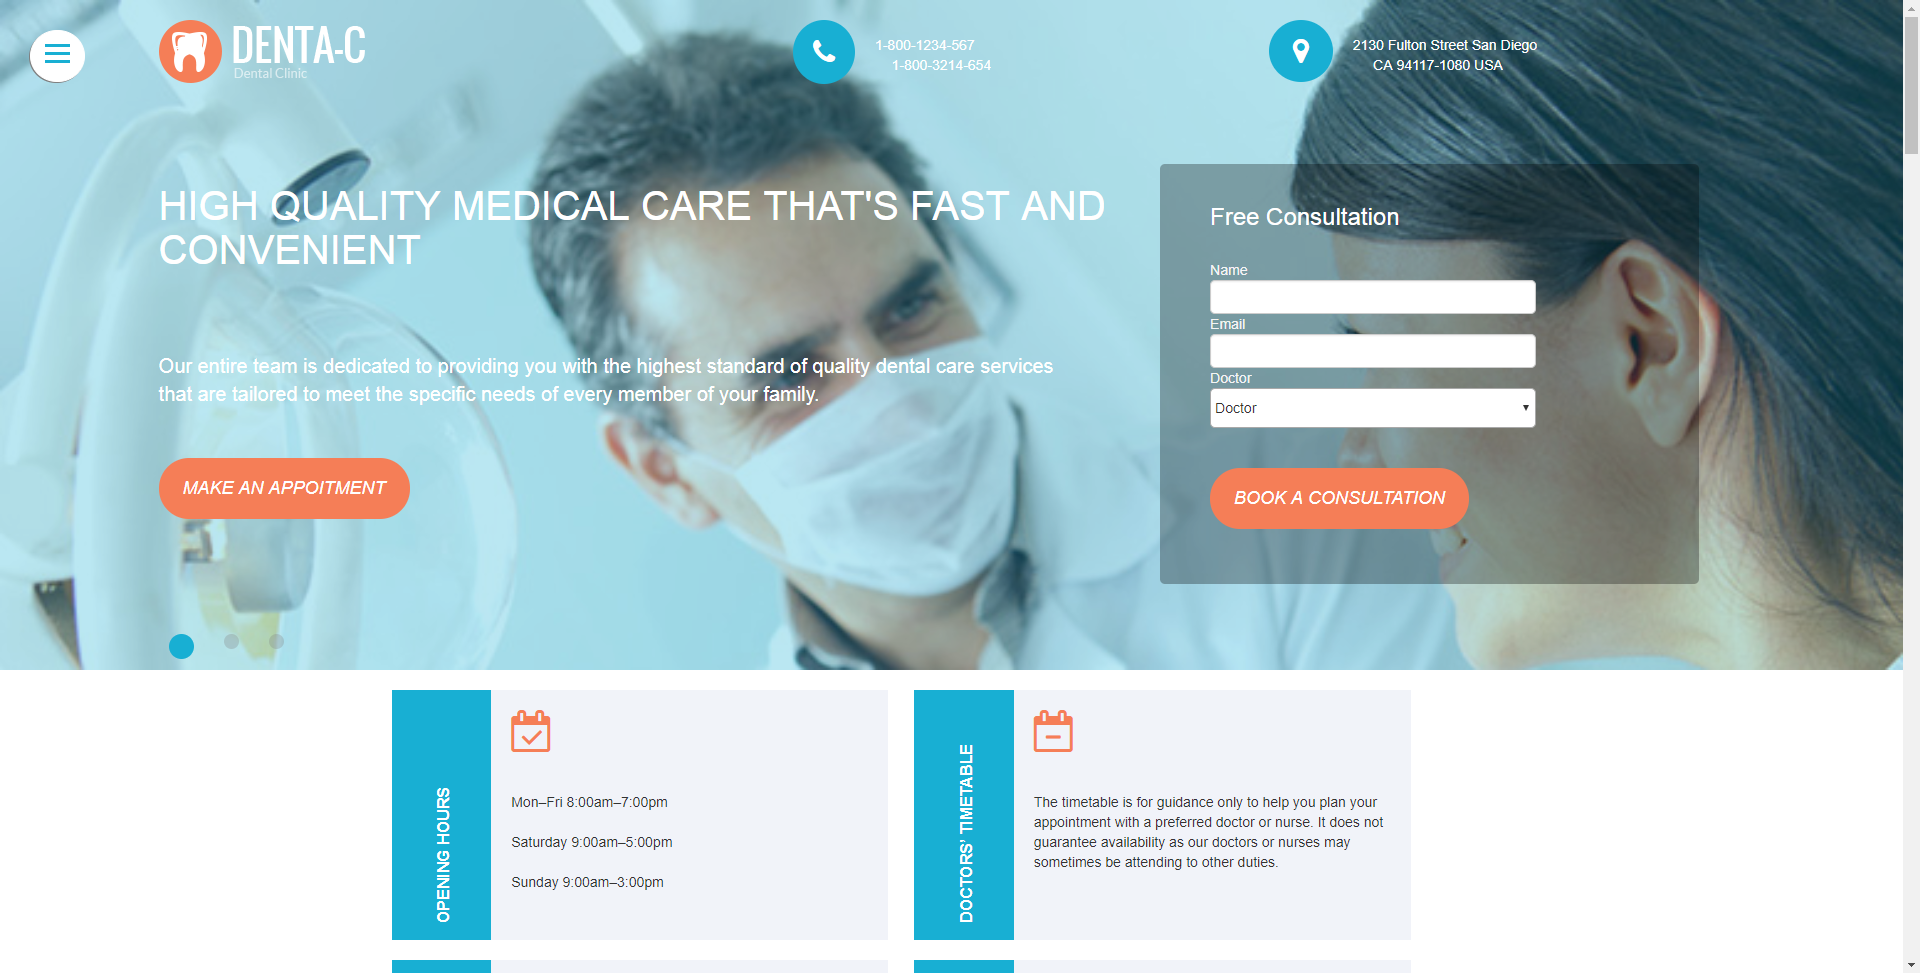 DENTA-C
Dental Clinic
1-800-1234-567
1-800-3214-654
2130 Fulton Street San Diego
CA 94117-1080 USA
HIGH QUALITY MEDICAL CARE THAT'S FAST AND
CONVENIENT
Our entire team is dedicated to providing you with the highest standard of quality dental care services
that are tailored to meet the specific needs of every member of your family.
MAKE AN APPOITMENT
Free Consultation
Name
Email
Doctor
Doctor
BOOK A CONSULTATION
OPENING HOURS
Mon–Fri 8:00am–7:00pm
Saturday 9:00am–5:00pm
Sunday 9:00am–3:00pm
DOCTORS’ TIMETABLE
The timetable is for guidance only to help you plan your
appointment with a preferred doctor or nurse. It does not
guarantee availability as our doctors or nurses may
sometimes be attending to other duties.